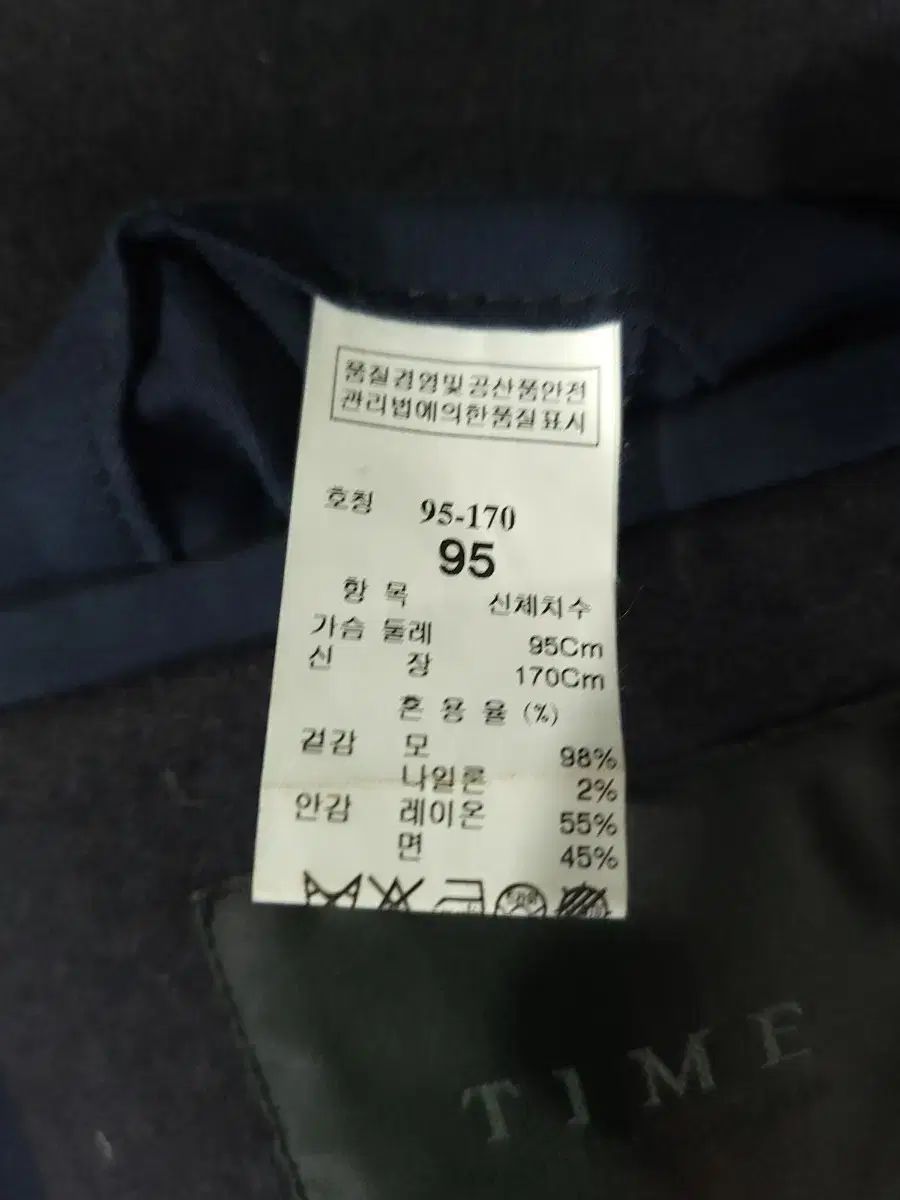 품질경영및공산품안전
관리법에의한품질표시
호칭 95-170
95
항 목 신체치수
가슴 둘레 95Cm
신 장 170Cm
혼 용 율 (%)
겉감 모 98%
나일론 2%
안감 레이온 55%
면 45%
TIME